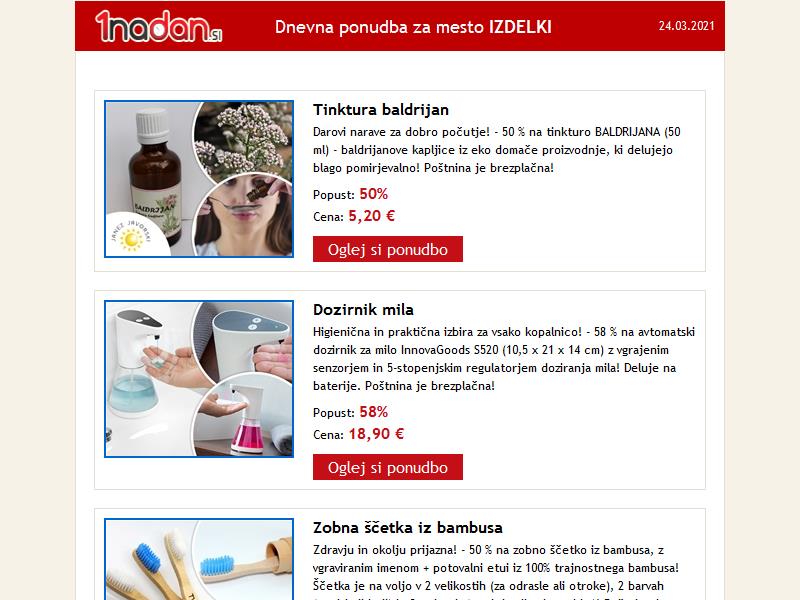 1nadan.si
Dnevna ponudba za mesto IZDELKI
24.03.2021
Tinktura baldrijan
Darovi narave za dobro počutje! - 50 % na tinkturo BALDRIJANA (50
ml) - baldrijanove kapljice iz eko domače proizvodnje, ki delujejo
blago pomirjevalno! Poštnina je brezplačna!
Popust: 50%
Cena: 5,20 €
Oglej si ponudbo
BALDRIJAN
JANEZ JAVORSKI
Dozirnik mila
Higienična in praktična izbira za vsako kopalnico! - 58 % na avtomatski
dozirnik za milo InnovaGoods S520 (10,5 x 21 x 14 cm) z vgrajenim
senzorjem in 5-stopenjskim regulatorjem doziranja mila! Deluje na
baterije. Poštnina je brezplačna!
Popust: 58%
Cena: 18,90 €
Oglej si ponudbo
Zobna ščetka iz bambusa
Zdravju in okolju prijazna! - 50 % na zobno ščetko iz bambusa, z
vgraviranim imenom + potovalni etui iz 100% trajnostnega bambusa!
Ščetka je na voljo v 2 velikostih (za odrasle ali otroke), 2 barvah